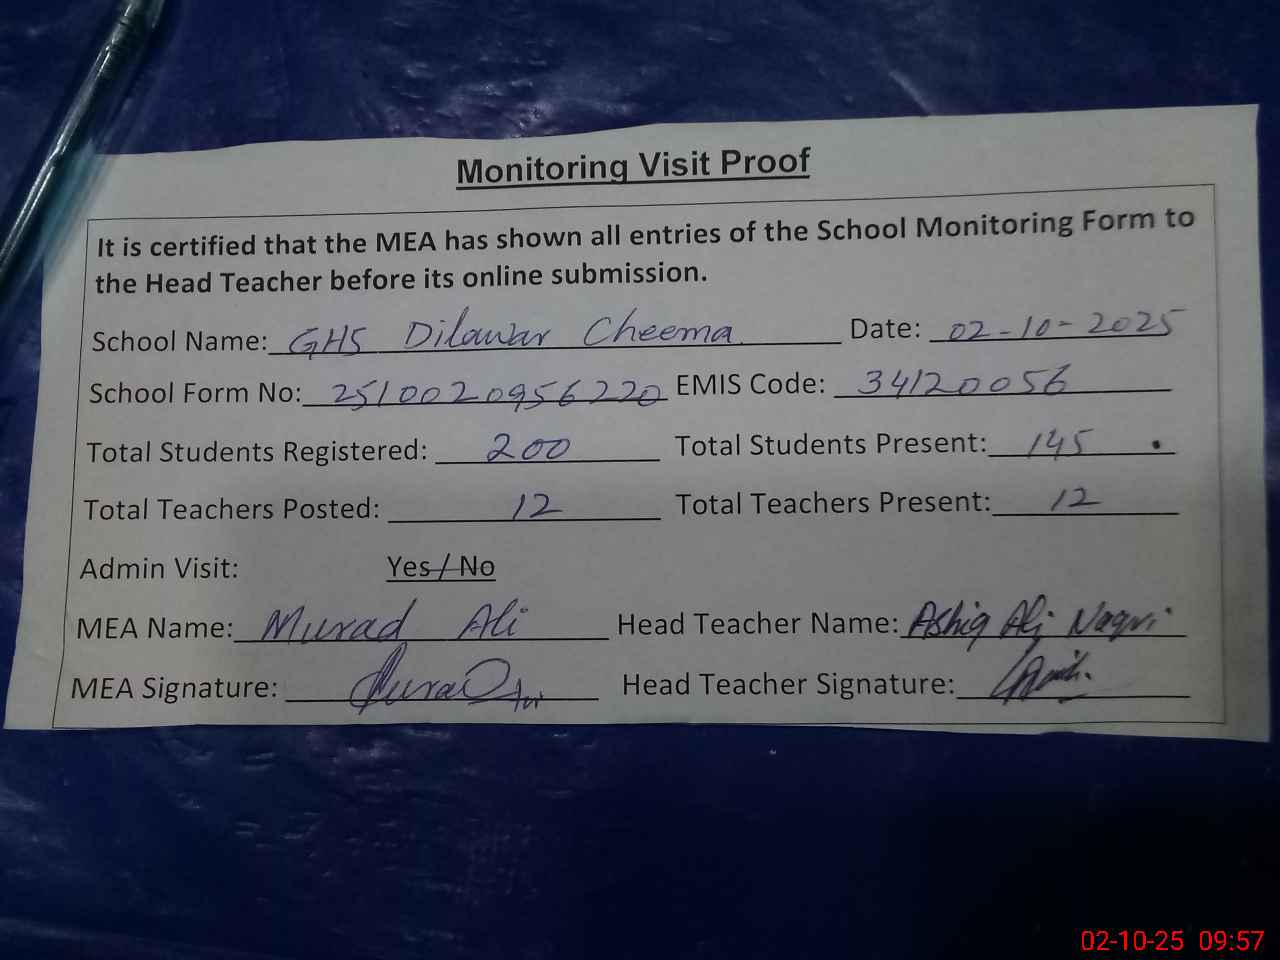 Monitoring Visit Proof
It is certified that the MEA has shown all entries of the School Monitoring Form to
the Head Teacher before its online submission.
School Name: GHS Dilawar Cheema Date: 02-10-2025
School Form No: 2510020956220 EMIS Code: 34120056
Total Students Registered: 200 Total Students Present: 145
Total Teachers Posted: 12 Total Teachers Present: 12
Admin Visit: Yes / No
MEA Name: Murad Ali Head Teacher Name: Ashiq Ali Naqvi
MEA Signature: Murad Head Teacher Signature:
02-10-25 09:57